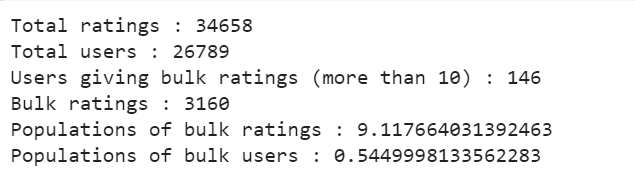 Total ratings : 34658
Total users : 26789
Users giving bulk ratings (more than 10) : 146
Bulk ratings : 3160
Populations of bulk ratings : 9.117664031392463
Populations of bulk users : 0.5449998133562283